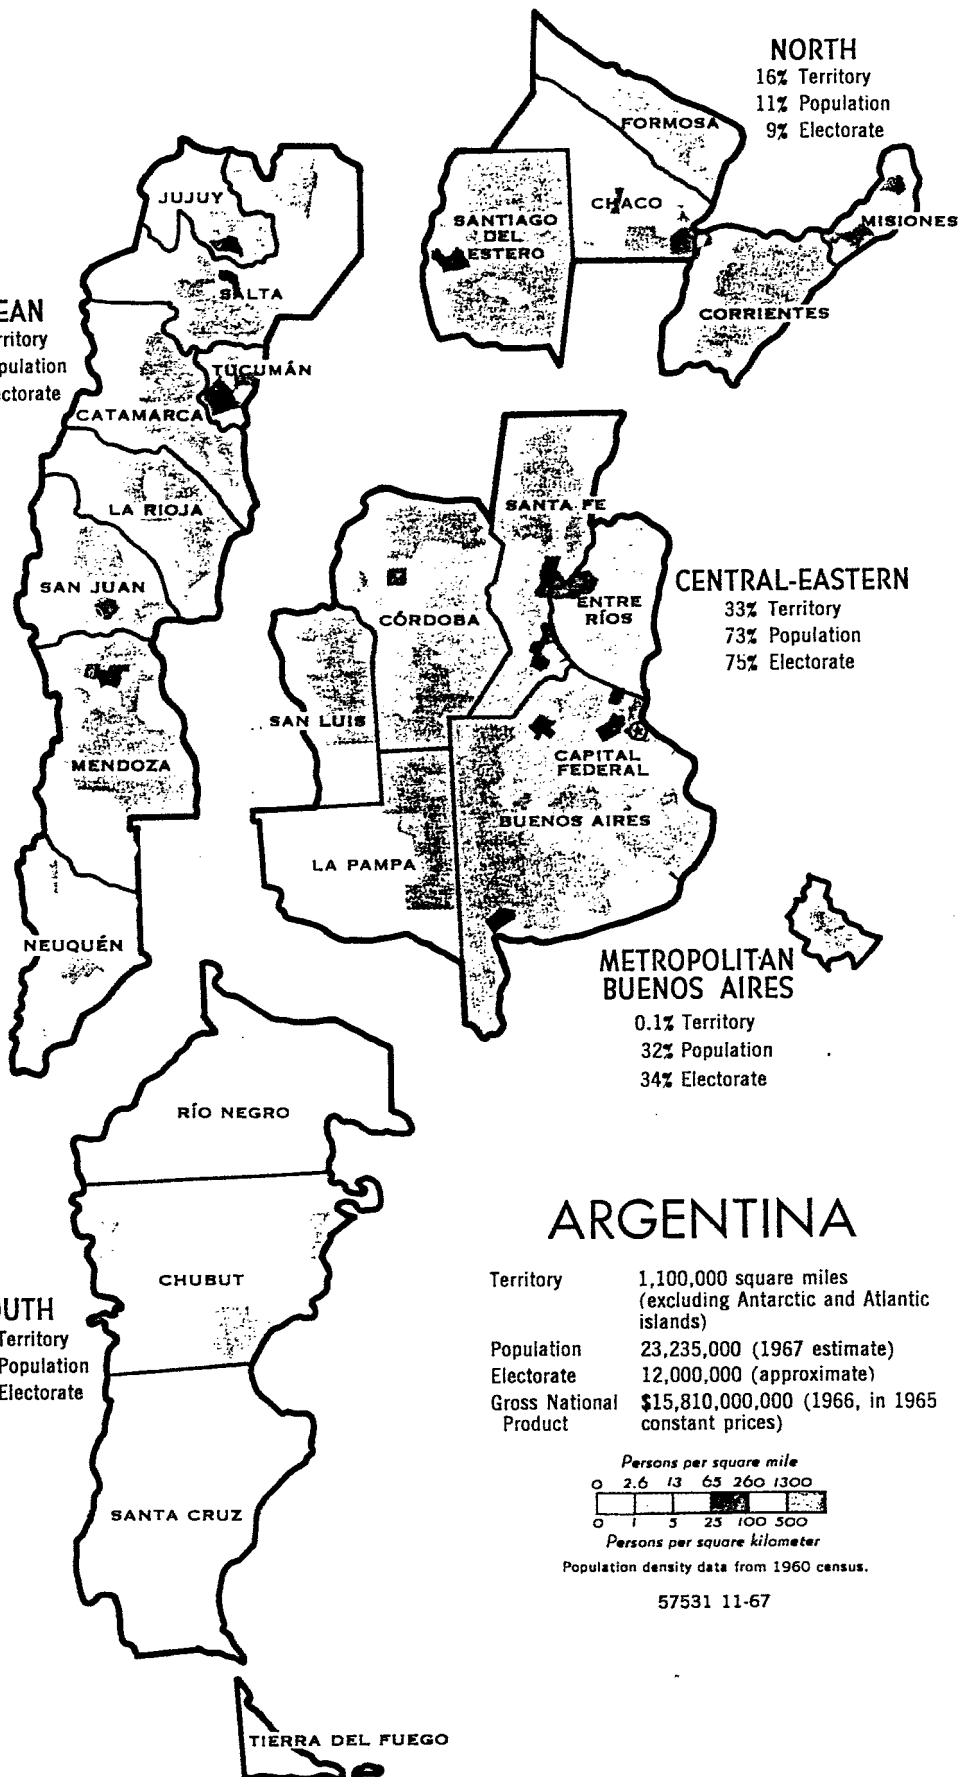 NORTH
16% Territory
11% Population
9% Electorate
FORMOSA
JUJUY
CHACO
SANTIAGO
DEL
ESTERO
MISIONES
SALTA
CORRIENTES
EAN
rritory
pulation
ctorate
TUCUMÁN
CATAMARCA
LA RIOJA
SANTA FE
SAN JUAN
CENTRAL-EASTERN
33% Territory
73% Population
75% Electorate
ENTRE
RÍOS
CÓRDOBA
SAN LUIS
MENDOZA
CAPITAL
FEDERAL
BUENOS AIRES
LA PAMPA
NEUQUÉN
METROPOLITAN
BUENOS AIRES
0.1% Territory
32% Population
34% Electorate
RÍO NEGRO
CHUBUT
UTH
Territory
Population
Electorate
SANTA CRUZ
TIERRA DEL FUEGO
ARGENTINA
Territory 1,100,000 square miles
(excluding Antarctic and Atlantic
islands)
Population 23,235,000 (1967 estimate)
Electorate 12,000,000 (approximate)
Gross National $15,810,000,000 (1966, in 1965
Product constant prices)
Persons per square mile
0 2.6 13 65 260 1300
0 1 5 25 100 500
Persons per square kilometer
Population density data from 1960 census.
57531 11-67